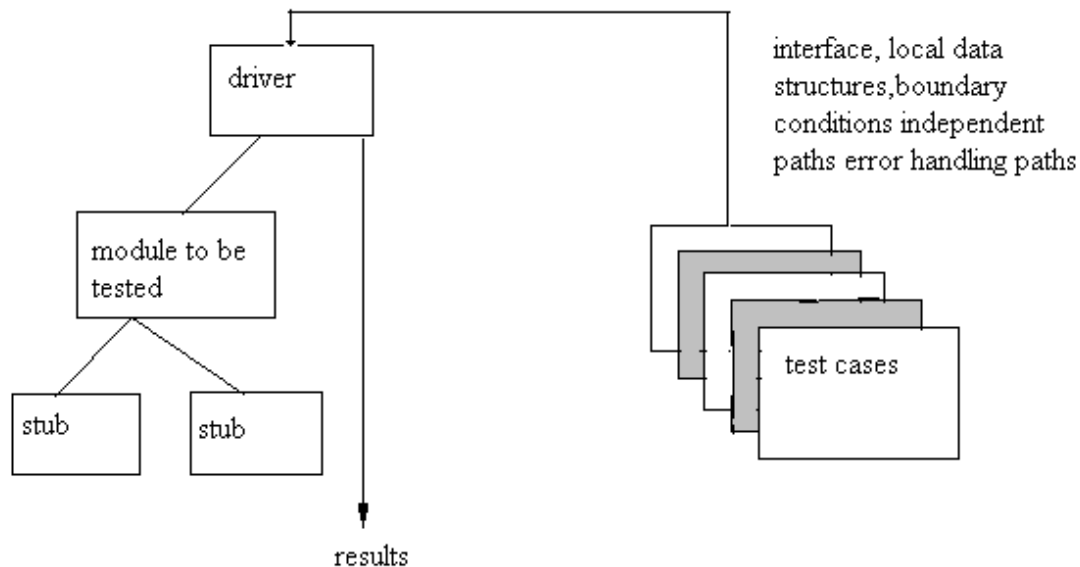 driver
interface, local data
structures,boundary
conditions independent
paths error handling paths
module to be
tested
test cases
stub
stub
results